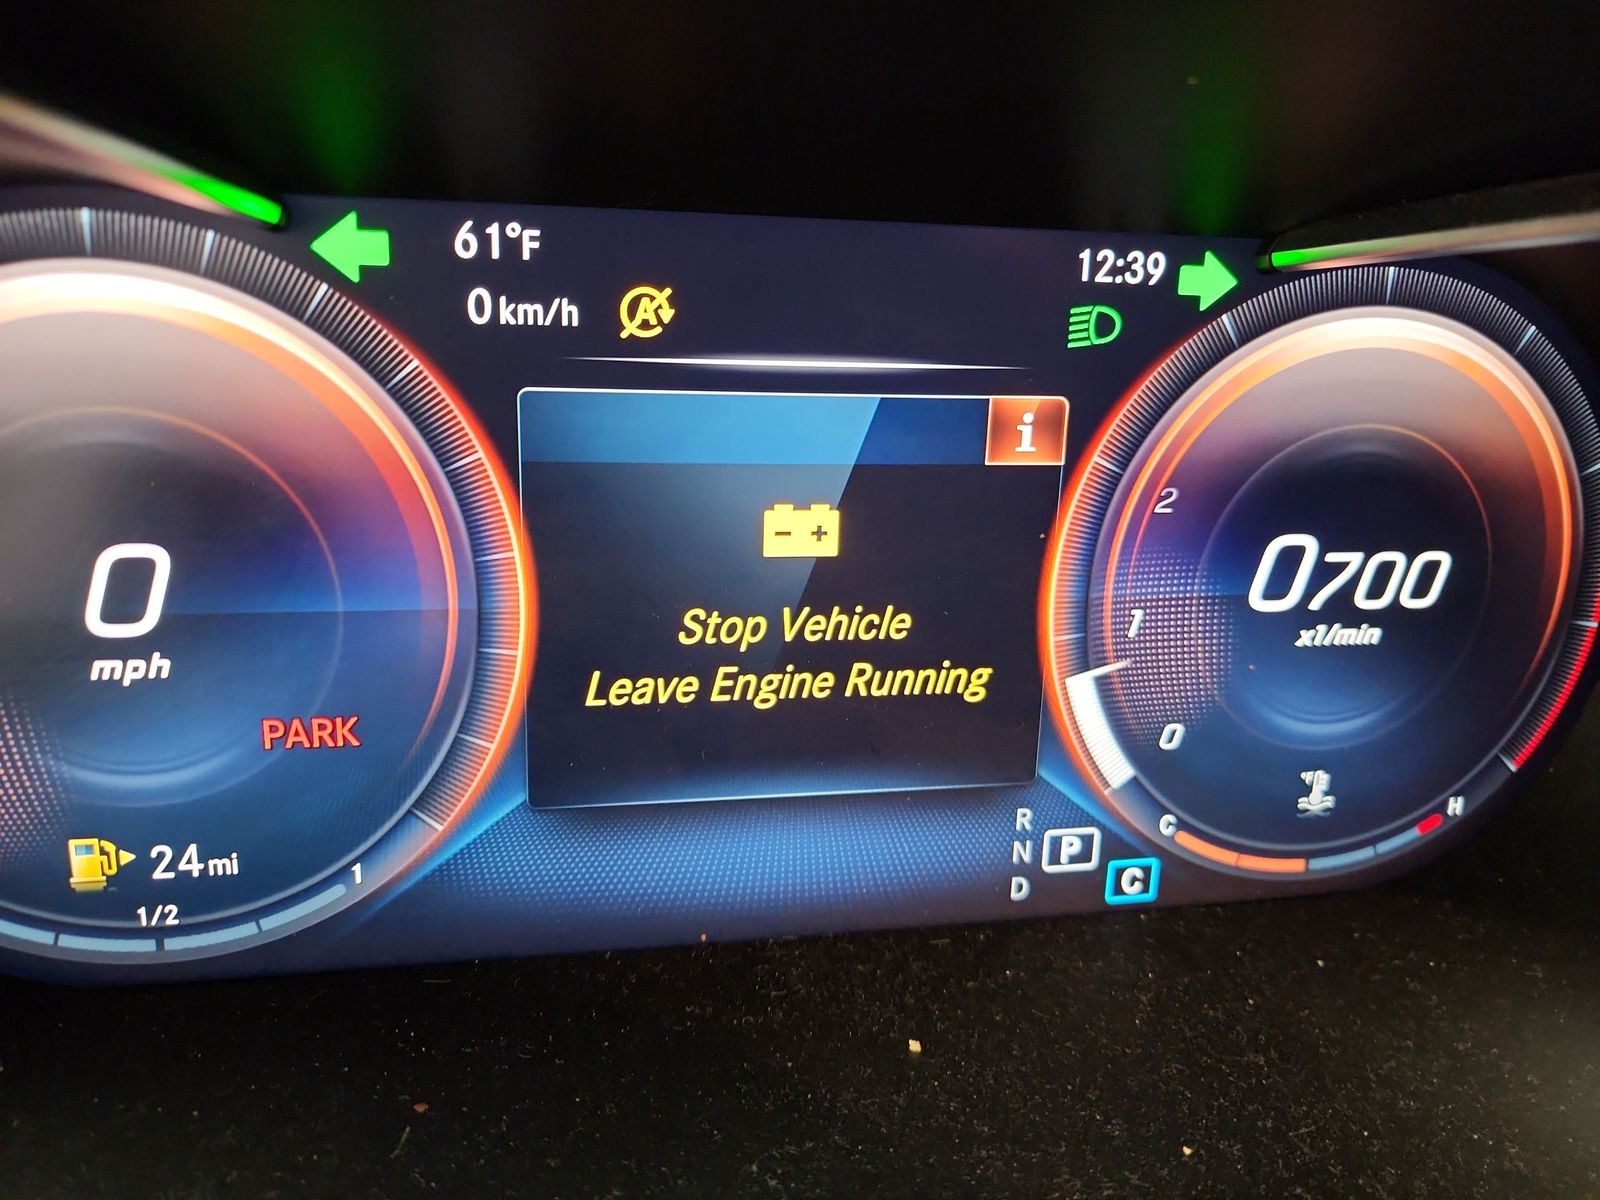 61°F
12:39
0 km/h
A
i
- +
Stop Vehicle
Leave Engine Running
0
mph
PARK
24 mi
1/2
1
2
1
0
0700
x1/min
°F
C
H
R
N
D
P
C